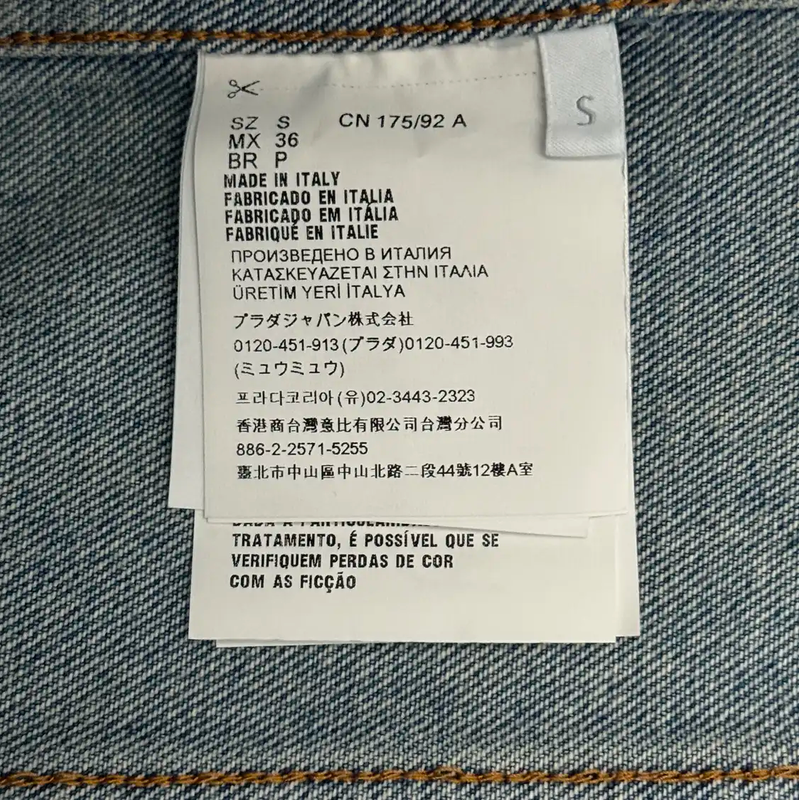 S
SZ S CN 175/92 A
MX 36
BR P
MADE IN ITALY
FABRICADO EN ITALIA
FABRICADO EM ITÁLIA
FABRIQUÉ EN ITALIE
ПРОИЗВЕДЕНО В ИТАЛИЯ
ΚΑΤΑΣΚΕΥΑΖΕΤΑΙ ΣΤΗΝ ΙΤΑΛΙΑ
ÜRETİM YERİ İTALYA
プラダジャパン株式会社
0120-451-913(プラダ)0120-451-993
(ミュウミュウ)
프라다코리아(유)02-3443-2323
香港商台灣意比有限公司台灣分公司
886-2-2571-5255
臺北市中山區中山北路二段44號12樓A室
DADA A PARTICULARID
TRATAMENTO, É POSSÍVEL QUE SE
VERIFIQUEM PERDAS DE COR
COM AS FICÇÃO